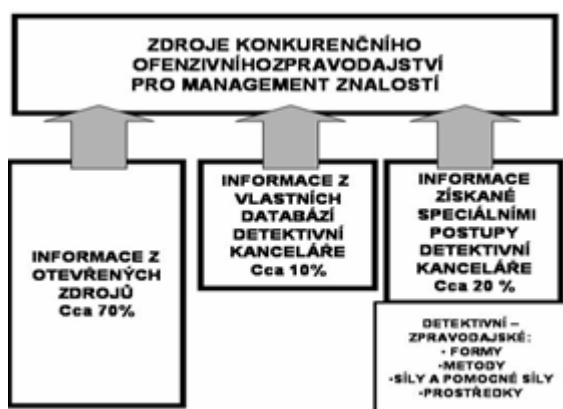 ZDROJE KONKURENČNÍHO
OFENZIVNÍHOZPRAVODAJSTVÍ
PRO MANAGEMENT ZNALOSTÍ
INFORMACE Z
OTEVŘENÝCH
ZDROJŮ
Cca 70%
INFORMACE Z
VLASTNÍCH
DATABÁZÍ
DETEKTIVNÍ
KANCELÁŘE
Cca 10%
INFORMACE
ZÍSKANÉ
SPECIÁLNÍMI
POSTUPY
DETEKTIVNÍ
KANCELÁŘE
Cca 20 %
DETEKTIVNÍ –
ZPRAVODAJSKÉ:
- FORMY
-METODY
-SÍLY A POMOCNÉ SÍLY
-PROSTŘEDKY